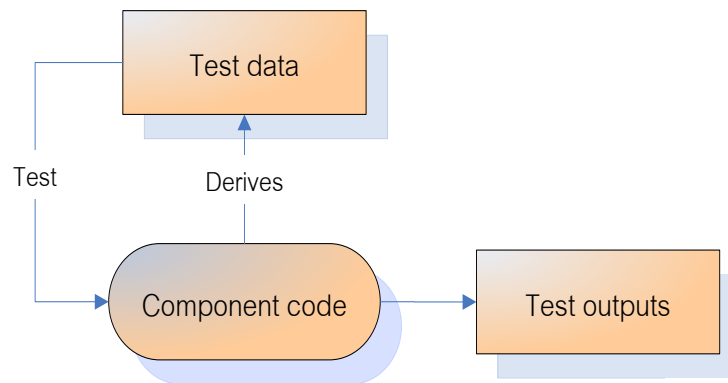 Test data
Test
Derives
Component code
Test outputs